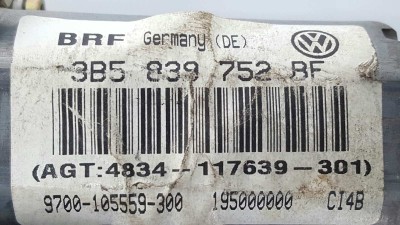 BRF Germany (DE)
3B5 839 752 BF
(AGT:4834-117639-301)
9700-105559-300 195000000 CI4B